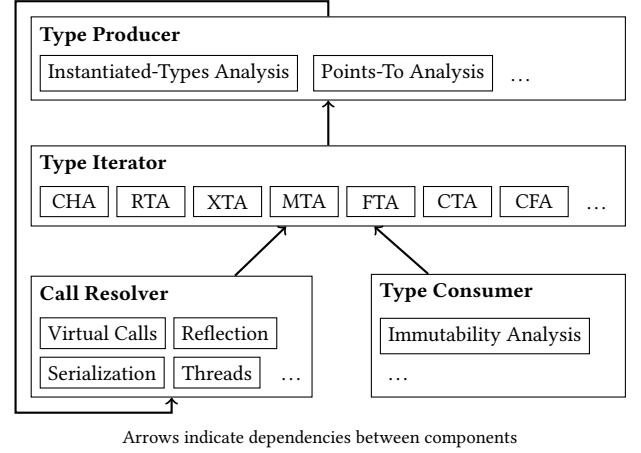 Type Producer
Instantiated-Types Analysis Points-To Analysis ...
Type Iterator
CHA RTA XTA MTA FTA CTA CFA ...
Call Resolver
Virtual Calls Reflection
Serialization Threads ...
Type Consumer
Immutability Analysis
...
Arrows indicate dependencies between components